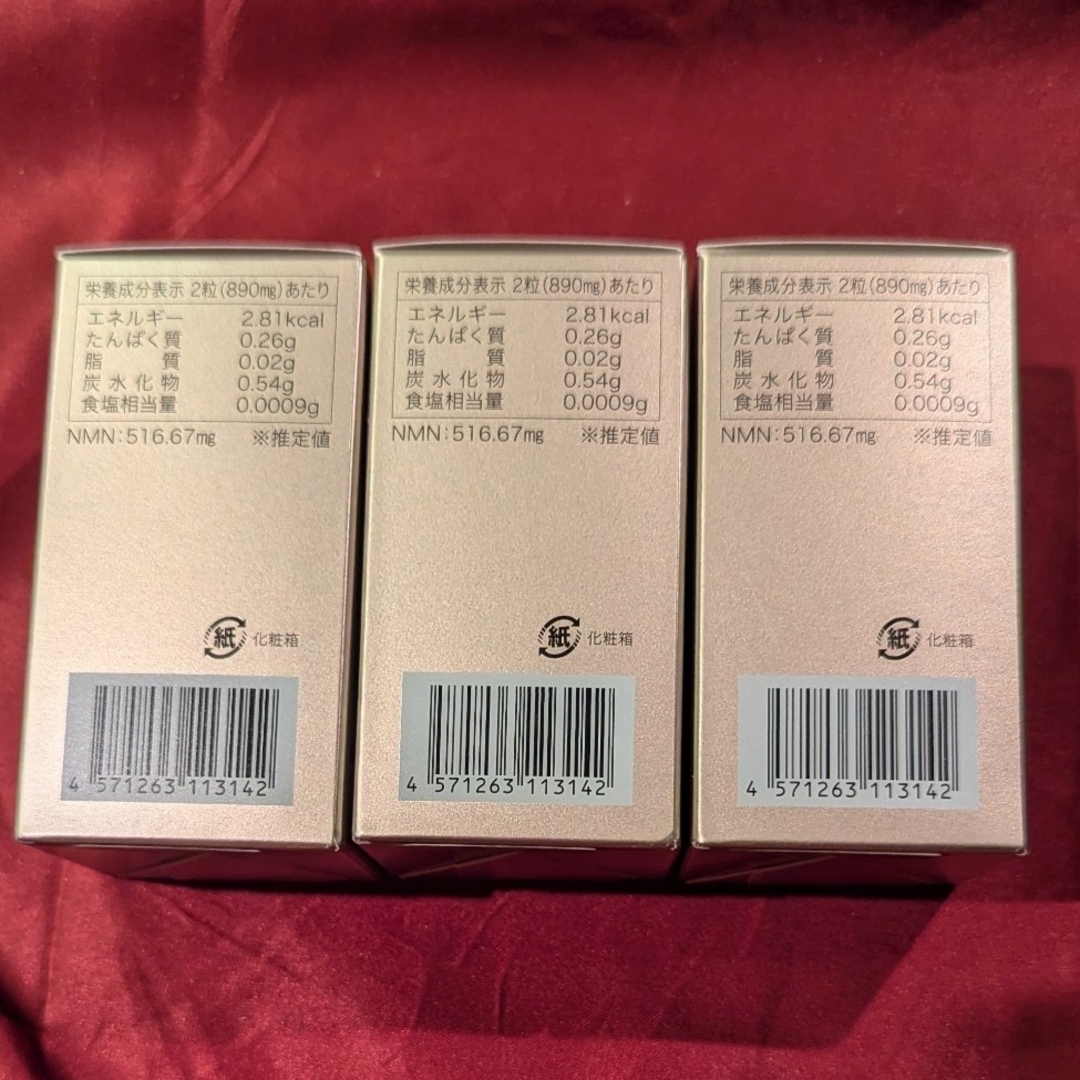 栄養成分表示 2粒(890mg)あたり
エネルギー 2.81kcal
たんぱく質 0.26g
脂質 0.02g
炭水化物 0.54g
食塩相当量 0.0009g
NMN:516.67mg ※推定値
紙 化粧箱
4 571263 113142
栄養成分表示 2粒(890mg)あたり
エネルギー 2.81kcal
たんぱく質 0.26g
脂質 0.02g
炭水化物 0.54g
食塩相当量 0.0009g
NMN:516.67mg ※推定値
紙 化粧箱
4 571263 113142
栄養成分表示 2粒(890mg)あたり
エネルギー 2.81kcal
たんぱく質 0.26g
脂質 0.02g
炭水化物 0.54g
食塩相当量 0.0009g
NMN:516.67mg ※推定値
紙 化粧箱
4 571263 113142